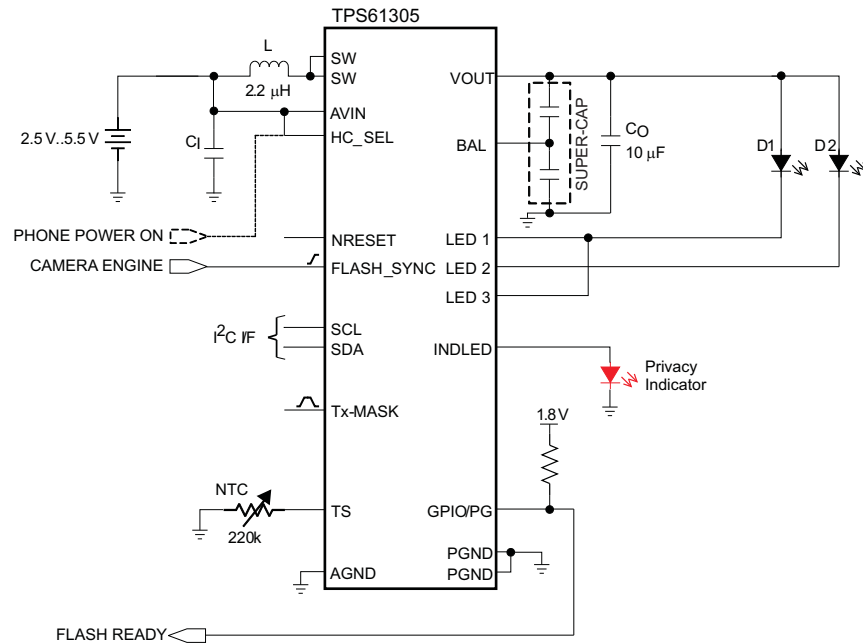 TPS61305
L
2.2 μH
SW
SW
AVIN
HC_SEL
2.5 V..5.5 V
CI
PHONE POWER ON
CAMERA ENGINE
NRESET
FLASH_SYNC
I2C I/F
SCL
SDA
Tx-MASK
NTC
220k
TS
AGND
FLASH READY
VOUT
BAL
SUPER-CAP
CO
10 μF
D1
D2
LED 1
LED 2
LED 3
INDLED
Privacy
Indicator
1.8 V
GPIO/PG
PGND
PGND